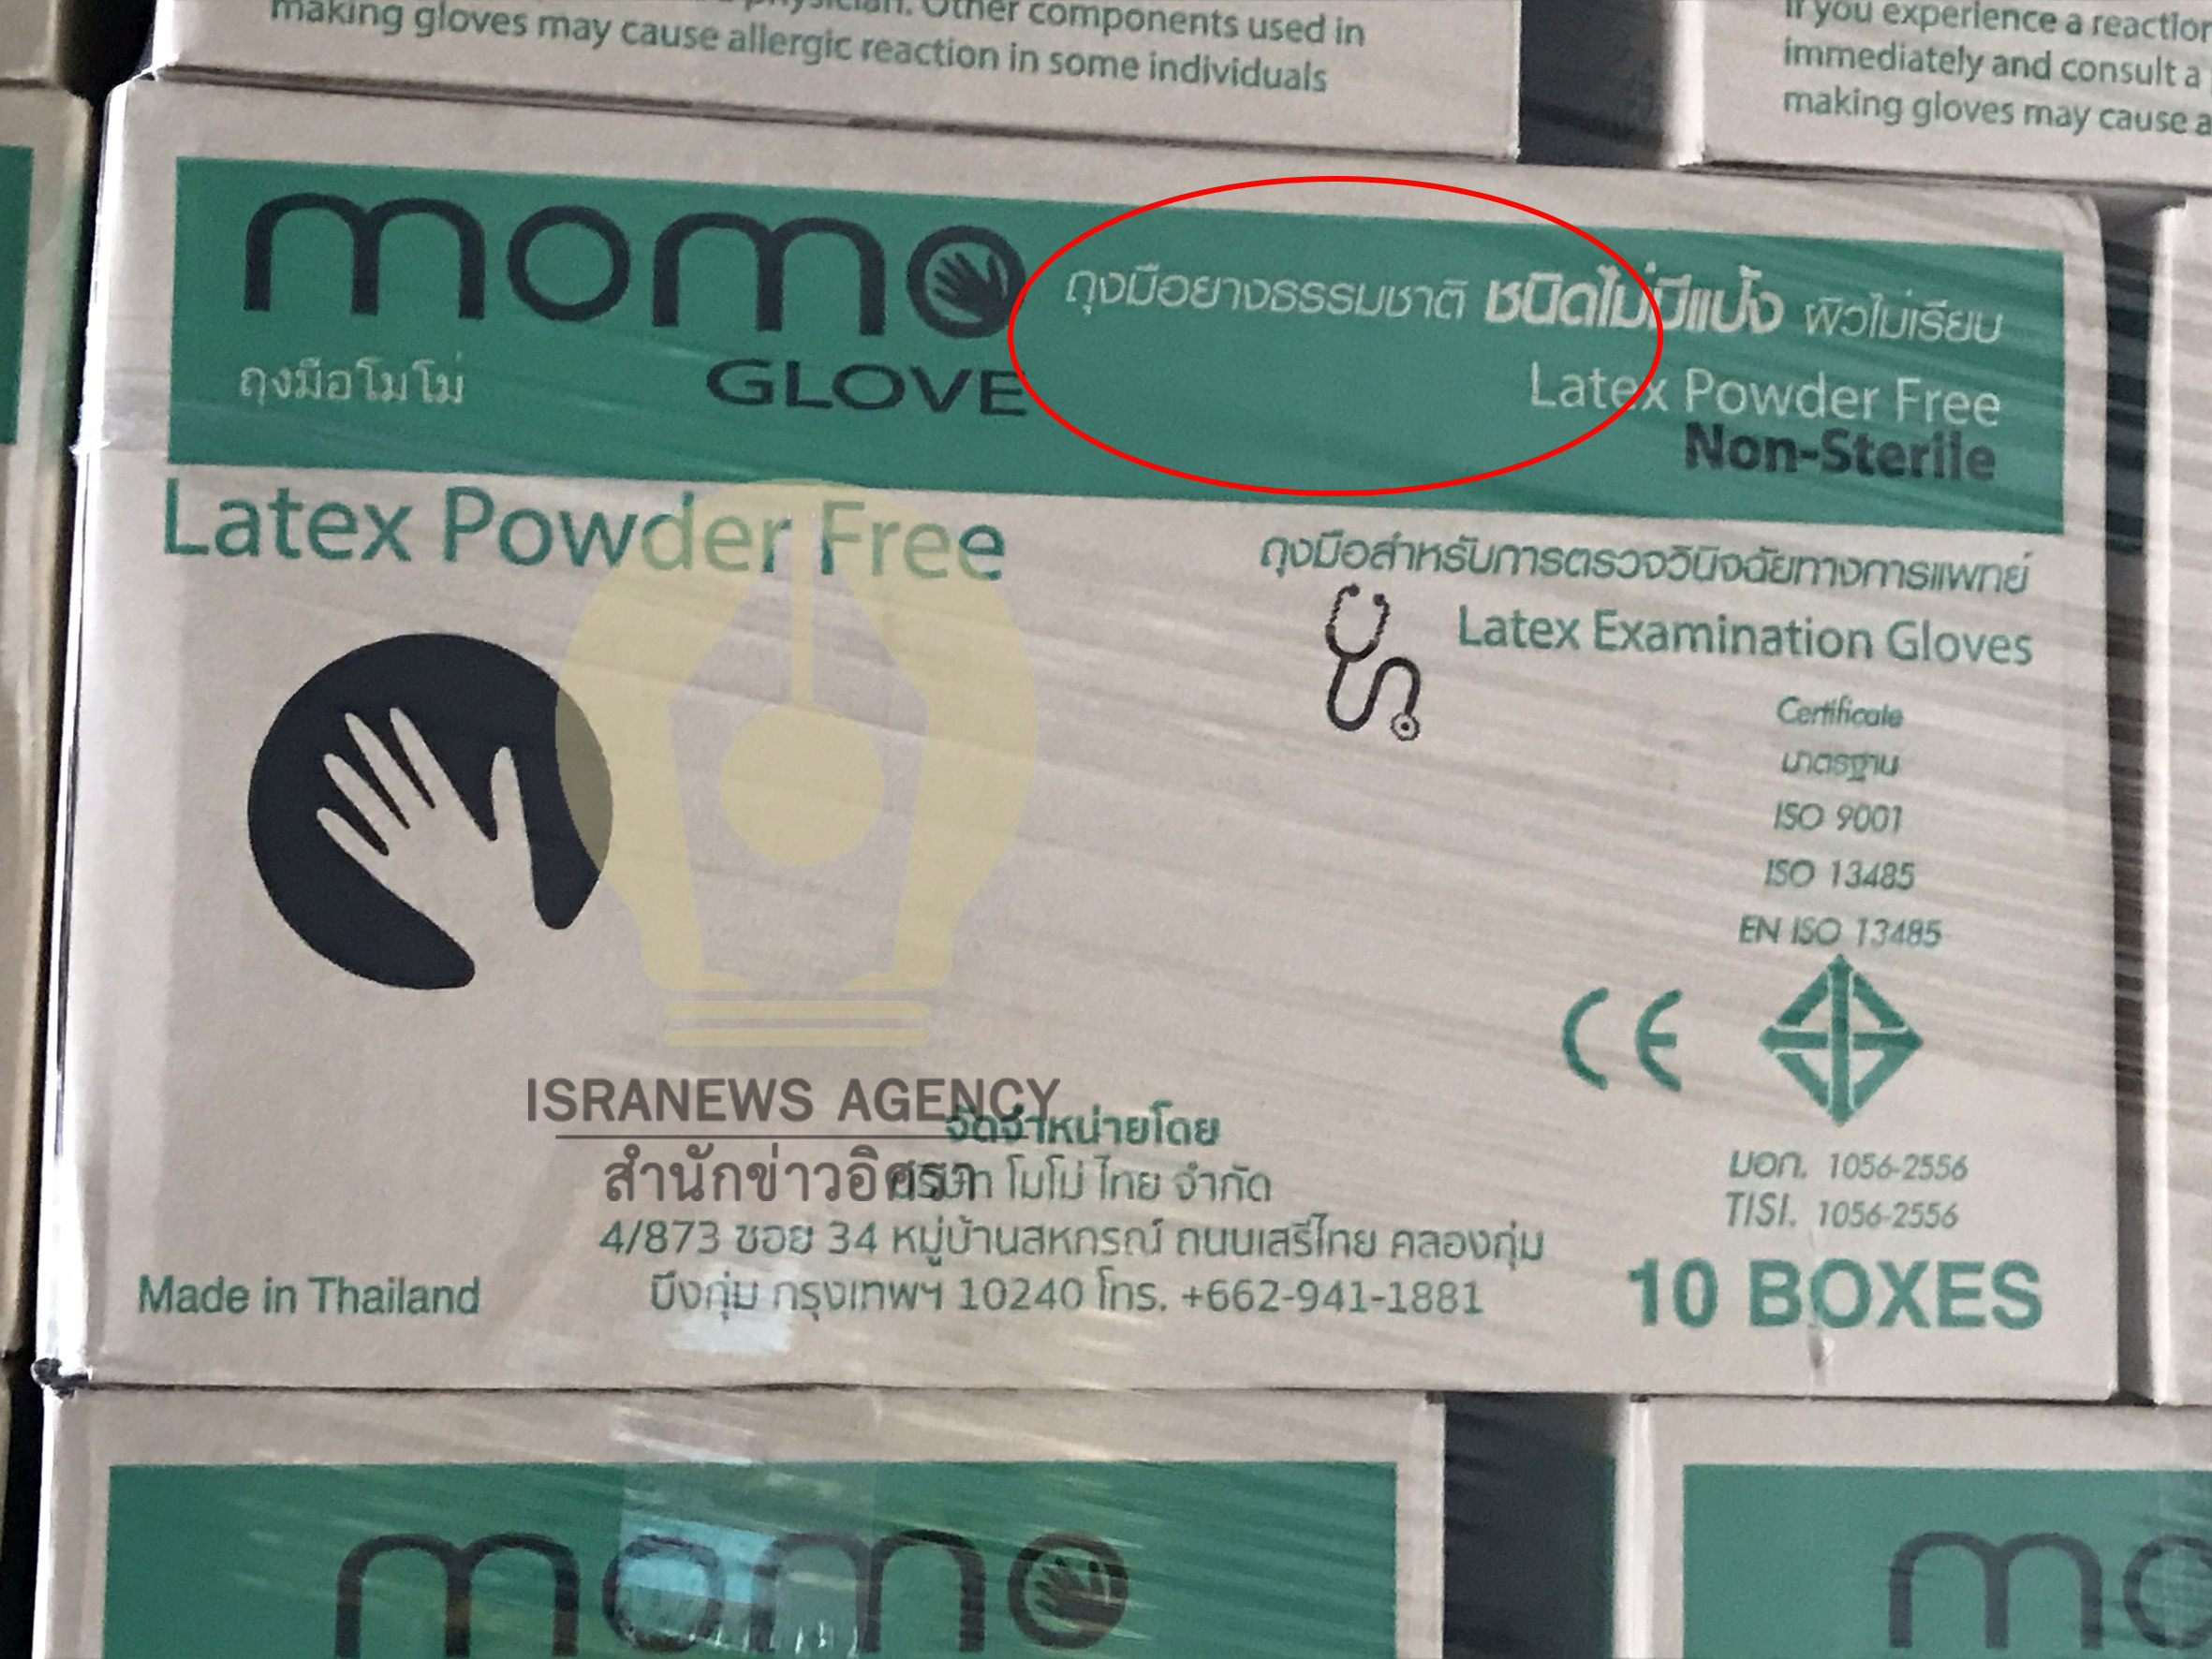 making gloves may cause allergic reaction in some individuals
physician. Other components used in
If you experience a reaction
immediately and consult a
making gloves may cause a
momo
GLOVE
ถุงมือโมโม่
ถุงมือยางธรรมชาติ ชนิดไม่มีแป้ง ผิวไม่เรียบ
Latex Powder Free
Non-Sterile
Latex Powder Free
ถุงมือสำหรับการตรวจวินิจฉัยทางการแพทย์
Latex Examination Gloves
Certificate
มาตรฐาน
ISO 9001
ISO 13485
EN ISO 13485
CE
มอก. 1056-2556
TISI. 1056-2556
10 BOXES
ISRANEWS AGENCY
สำนักข่าวอิศรา
จัดจำหน่ายโดย
บริษัท โมโม่ ไทย จำกัด
4/873 ซอย 34 หมู่บ้านสหกรณ์ ถนนเสรีไทย คลองกุ่ม
บึงกุ่ม กรุงเทพฯ 10240 โทร. +662-941-1881
Made in Thailand
momo
mo